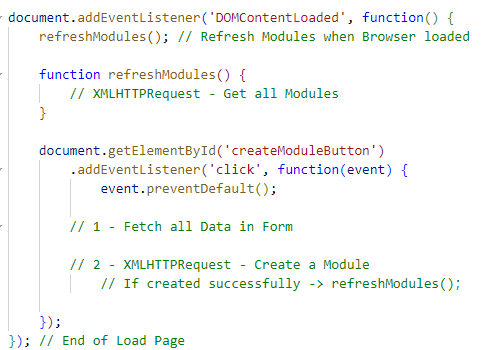 document.addEventListener('DOMContentLoaded', function() {
refreshModules(); // Refresh Modules when Browser loaded
function refreshModules() {
// XMLHTTPRequest - Get all Modules
}
document.getElementById('createModuleButton')
.addEventListener('click', function(event) {
event.preventDefault();
// 1 - Fetch all Data in Form
// 2 - XMLHTTPRequest - Create a Module
// If created successfully -> refreshModules();
});
}); // End of Load Page